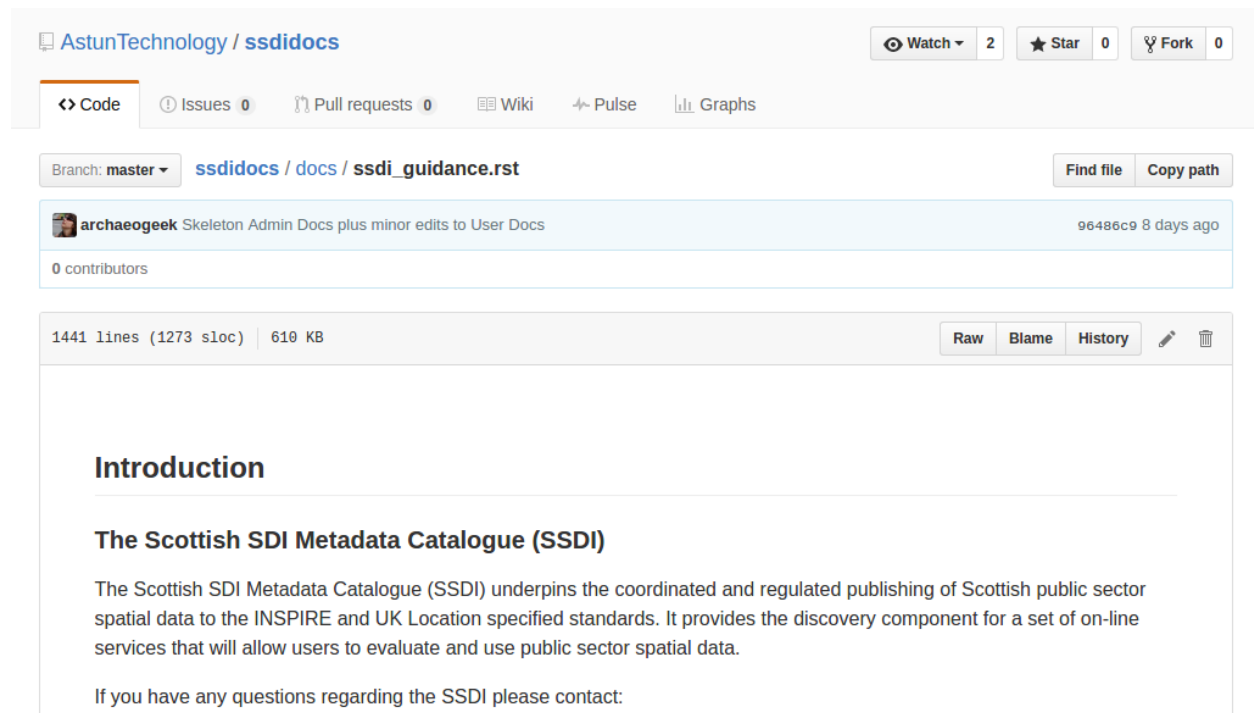 AstunTechnology / ssdidocs
Watch 2 Star 0 Fork 0
Code Issues 0 Pull requests 0 Wiki Pulse Graphs
Branch: master ssdidocs / docs / ssdi_guidance.rst Find file Copy path
archaeogeek Skeleton Admin Docs plus minor edits to User Docs 96486c9 8 days ago
0 contributors
1441 lines (1273 sloc) 610 KB Raw Blame History
Introduction
The Scottish SDI Metadata Catalogue (SSDI)
The Scottish SDI Metadata Catalogue (SSDI) underpins the coordinated and regulated publishing of Scottish public sector
spatial data to the INSPIRE and UK Location specified standards. It provides the discovery component for a set of on-line
services that will allow users to evaluate and use public sector spatial data.
If you have any questions regarding the SSDI please contact: